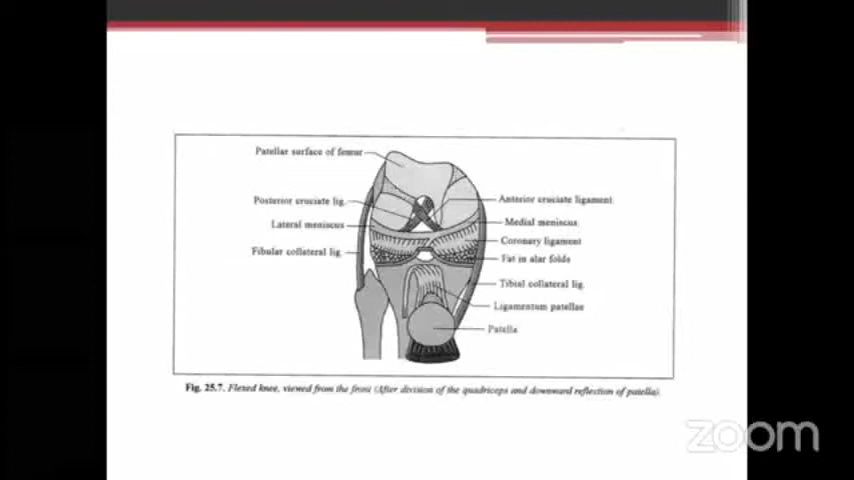 Patellar surface of femur
Posterior cruciate lig.
Lateral meniscus
Fibular collateral lig
Anterior cruciate ligament
Medial meniscus
Coronary ligament
Fat in alar folds
Tibial collateral lig.
Ligamentum patellae
Patella
Fig. 25.7. Flexed knee, viewed from the front (After division of the quadriceps and downward reflection of patella).
zoom